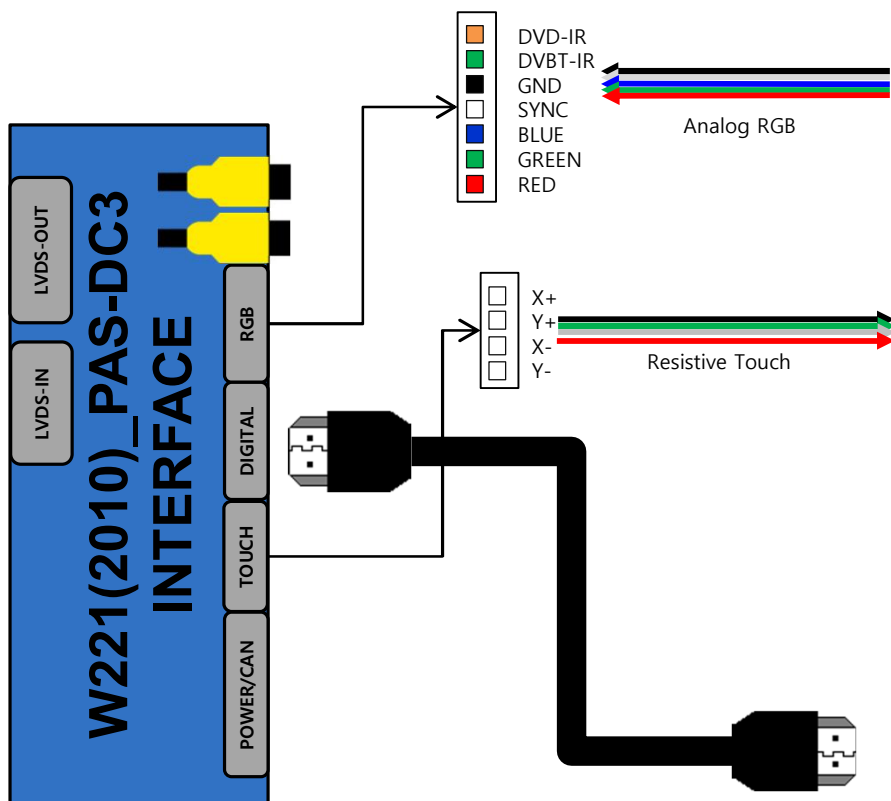 DVD-IR
DVBT-IR
GND
SYNC
BLUE
GREEN
RED
Analog RGB
W221(2010)_PAS-DC3
INTERFACE
LVDS-OUT
LVDS-IN
RGB
DIGITAL
TOUCH
POWER/CAN
X+
Y+
X-
Y-
Resistive Touch